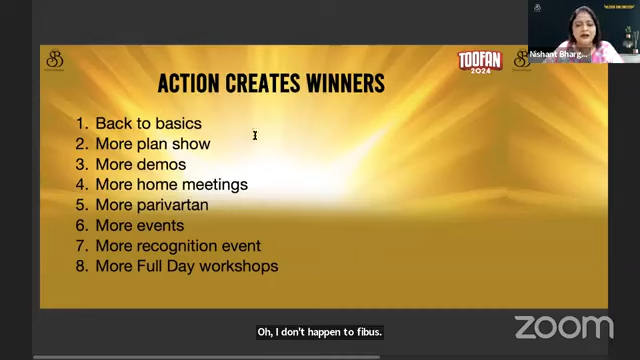 Nishant Bharg...
SB
TOOFAN
2024
ACTION CREATES WINNERS
1. Back to basics
2. More plan show
3. More demos
4. More home meetings
5. More parivartan
6. More events
7. More recognition event
8. More Full Day workshops
zoom
Oh, I don't happen to fibus.